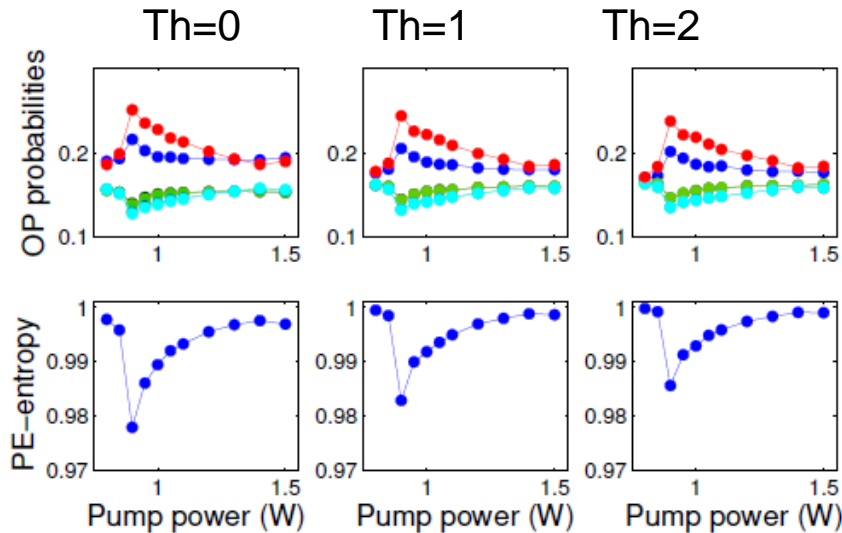 Th=0 Th=1 Th=2
OP probabilities
0.2 0.2 0.2
0.1 0.1 0.1
1 1.5 1 1.5 1 1.5
PE-entropy
1 1 1
0.99 0.99 0.99
0.98 0.98 0.98
0.97 0.97 0.97
1 1.5 1 1.5 1 1.5
Pump power (W) Pump power (W) Pump power (W)